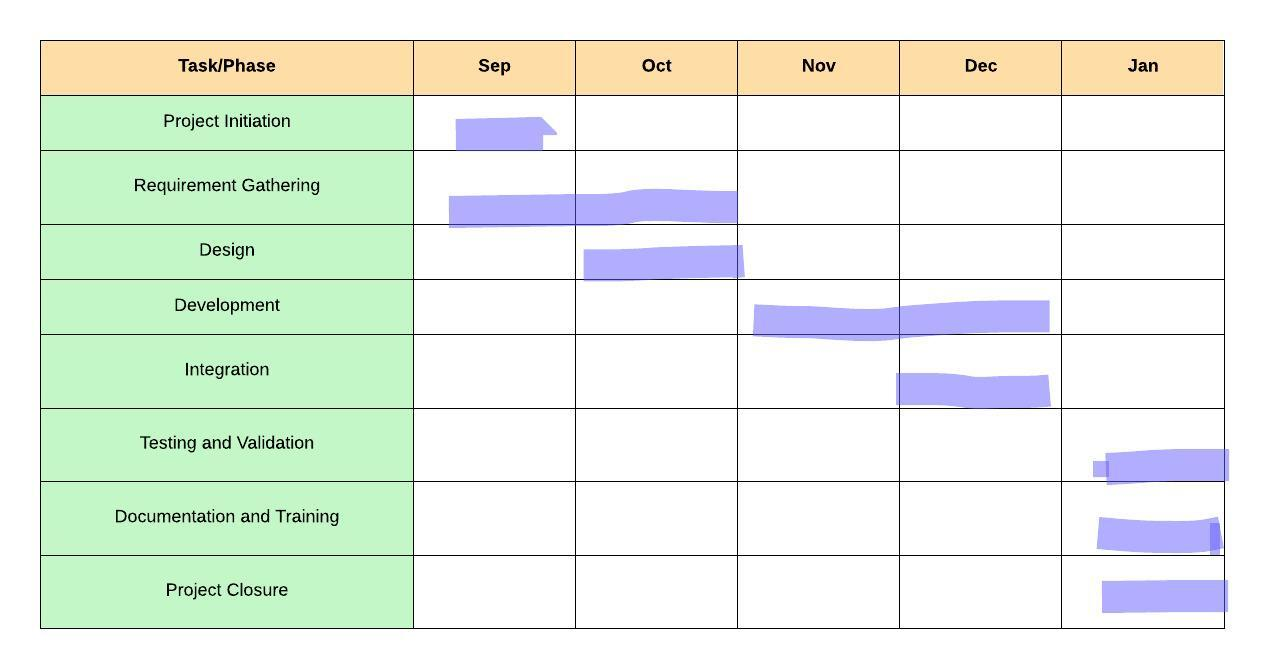 Task/Phase Sep Oct Nov Dec Jan
Project Initiation
Requirement Gathering
Design
Development
Integration
Testing and Validation
Documentation and Training
Project Closure